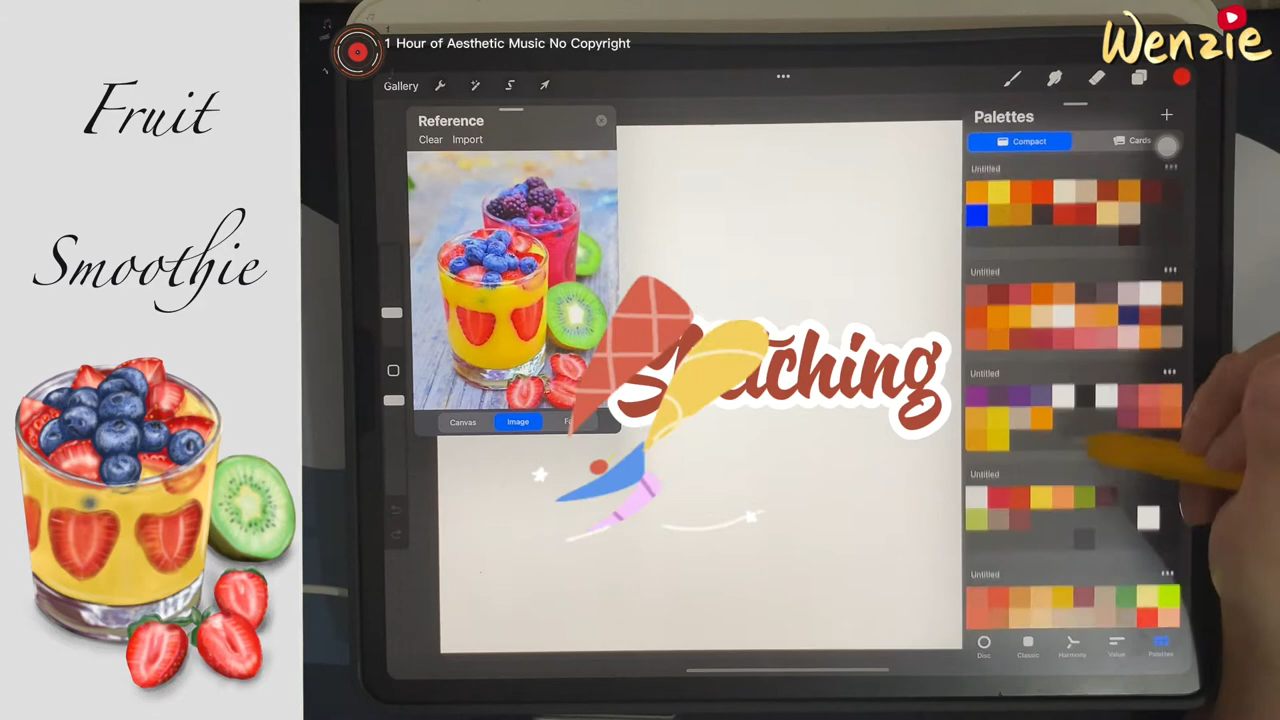 Fruit
Smoothie
1 Hour of Aesthetic Music No Copyright
Wenzie
Gallery
Reference
Clear Import
Canvas
Image
Palettes
Compact
Cards
Untitled
Untitled
Untitled
Untitled
Untitled
Disc
Classic
Harmony
Value
Palettes